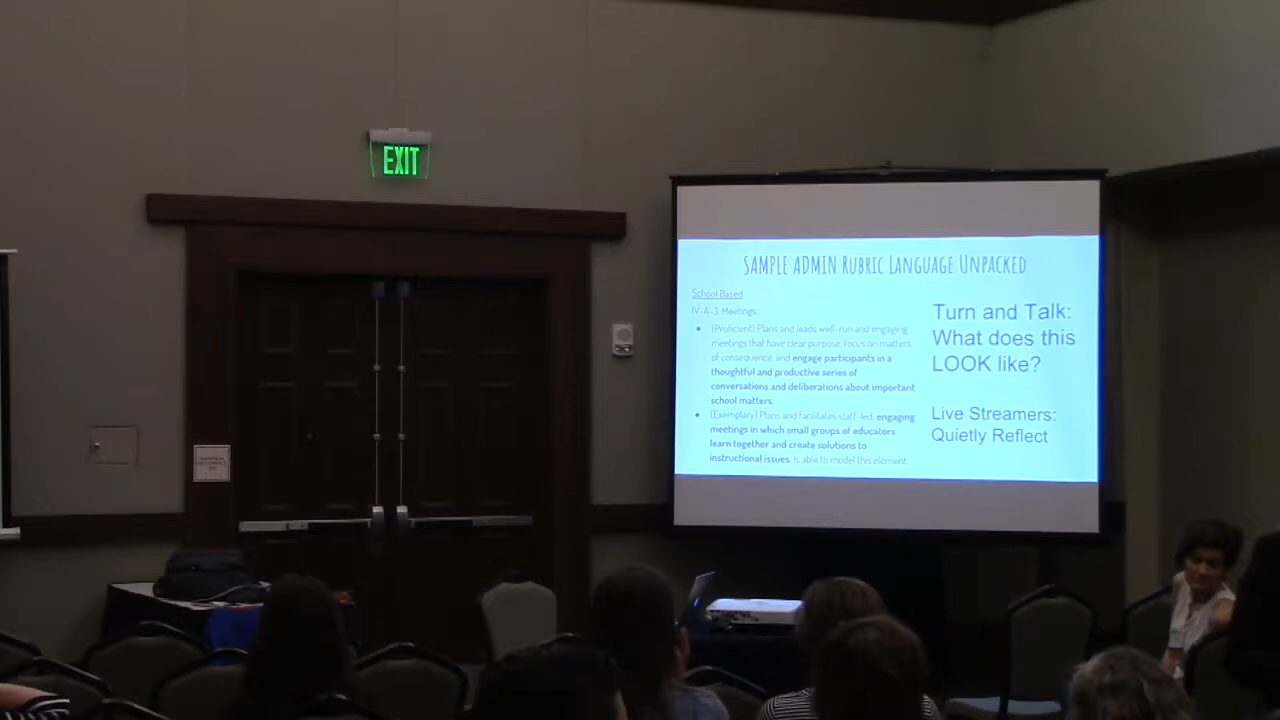 EXIT
SAMPLE ADMIN Rubric Language Unpacked
School Based
IV-A-3. Meetings.
• (Proficient) Plans and leads well-run and engaging
meetings that have clear purpose, focus on matters
of consequence, and engage participants in a
thoughtful and productive series of
conversations and deliberations about important
school matters.
• (Exemplary) Plans and facilitates staff-led, engaging
meetings in which small groups of educators
learn together and create solutions to
instructional issues. Is able to model this element.
Turn and Talk:
What does this
LOOK like?
Live Streamers:
Quietly Reflect